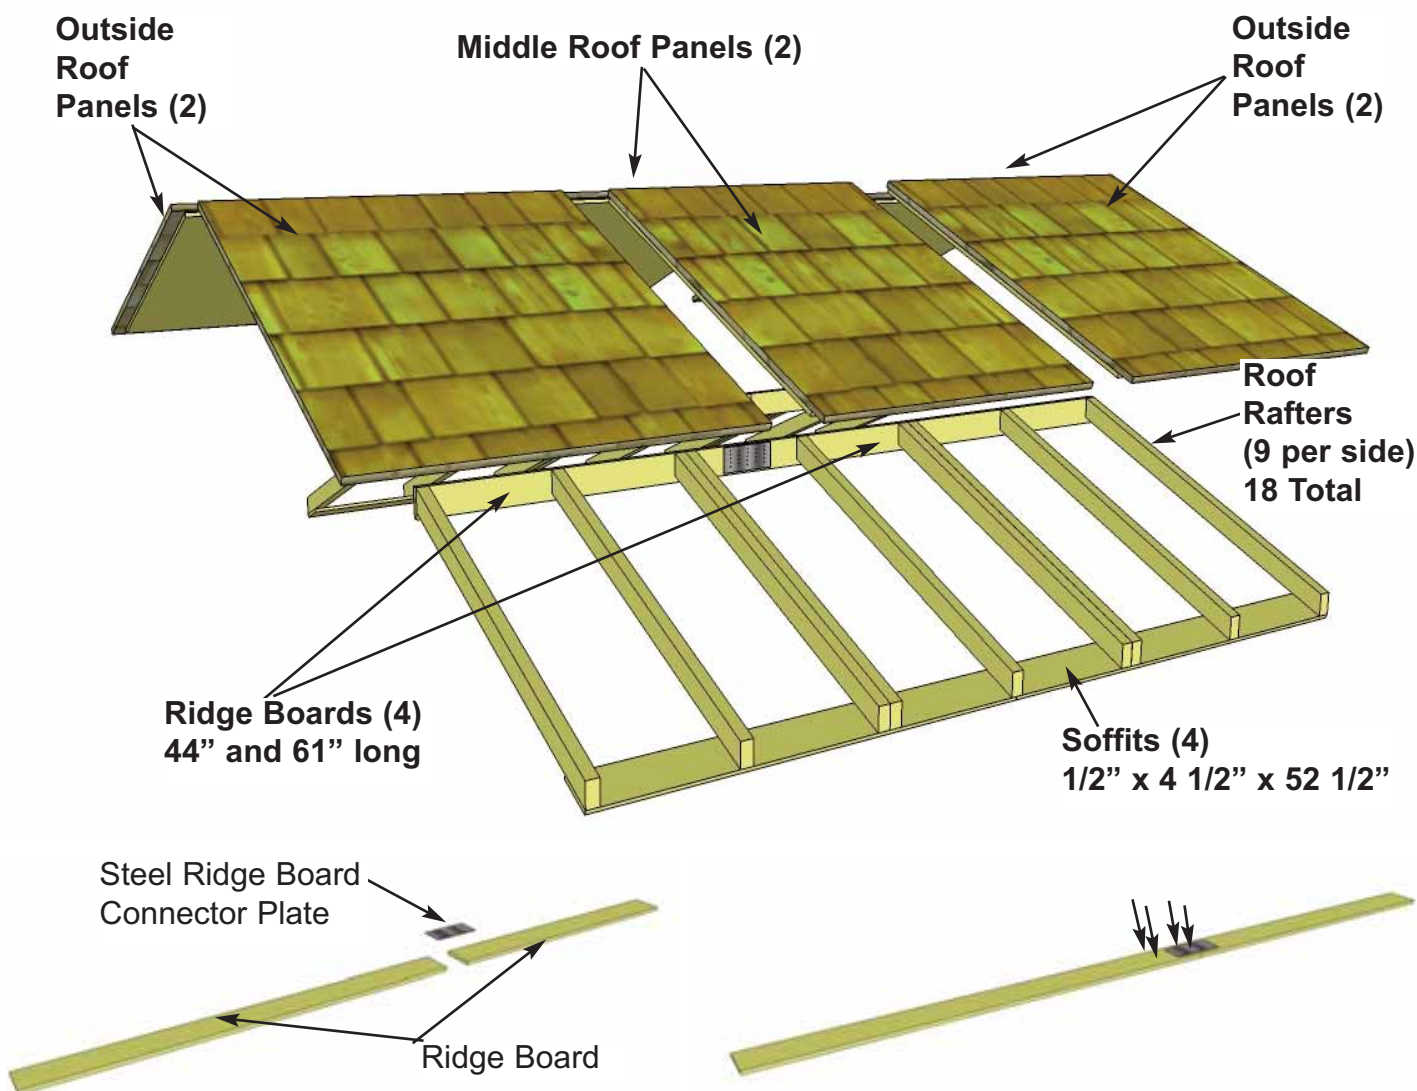 Outside
Roof
Panels (2)
Middle Roof Panels (2)
Outside
Roof
Panels (2)
Roof
Rafters
(9 per side)
18 Total
Ridge Boards (4)
44” and 61” long
Soffits (4)
1/2” x 4 1/2” x 52 1/2”
Steel Ridge Board
Connector Plate
Ridge Board